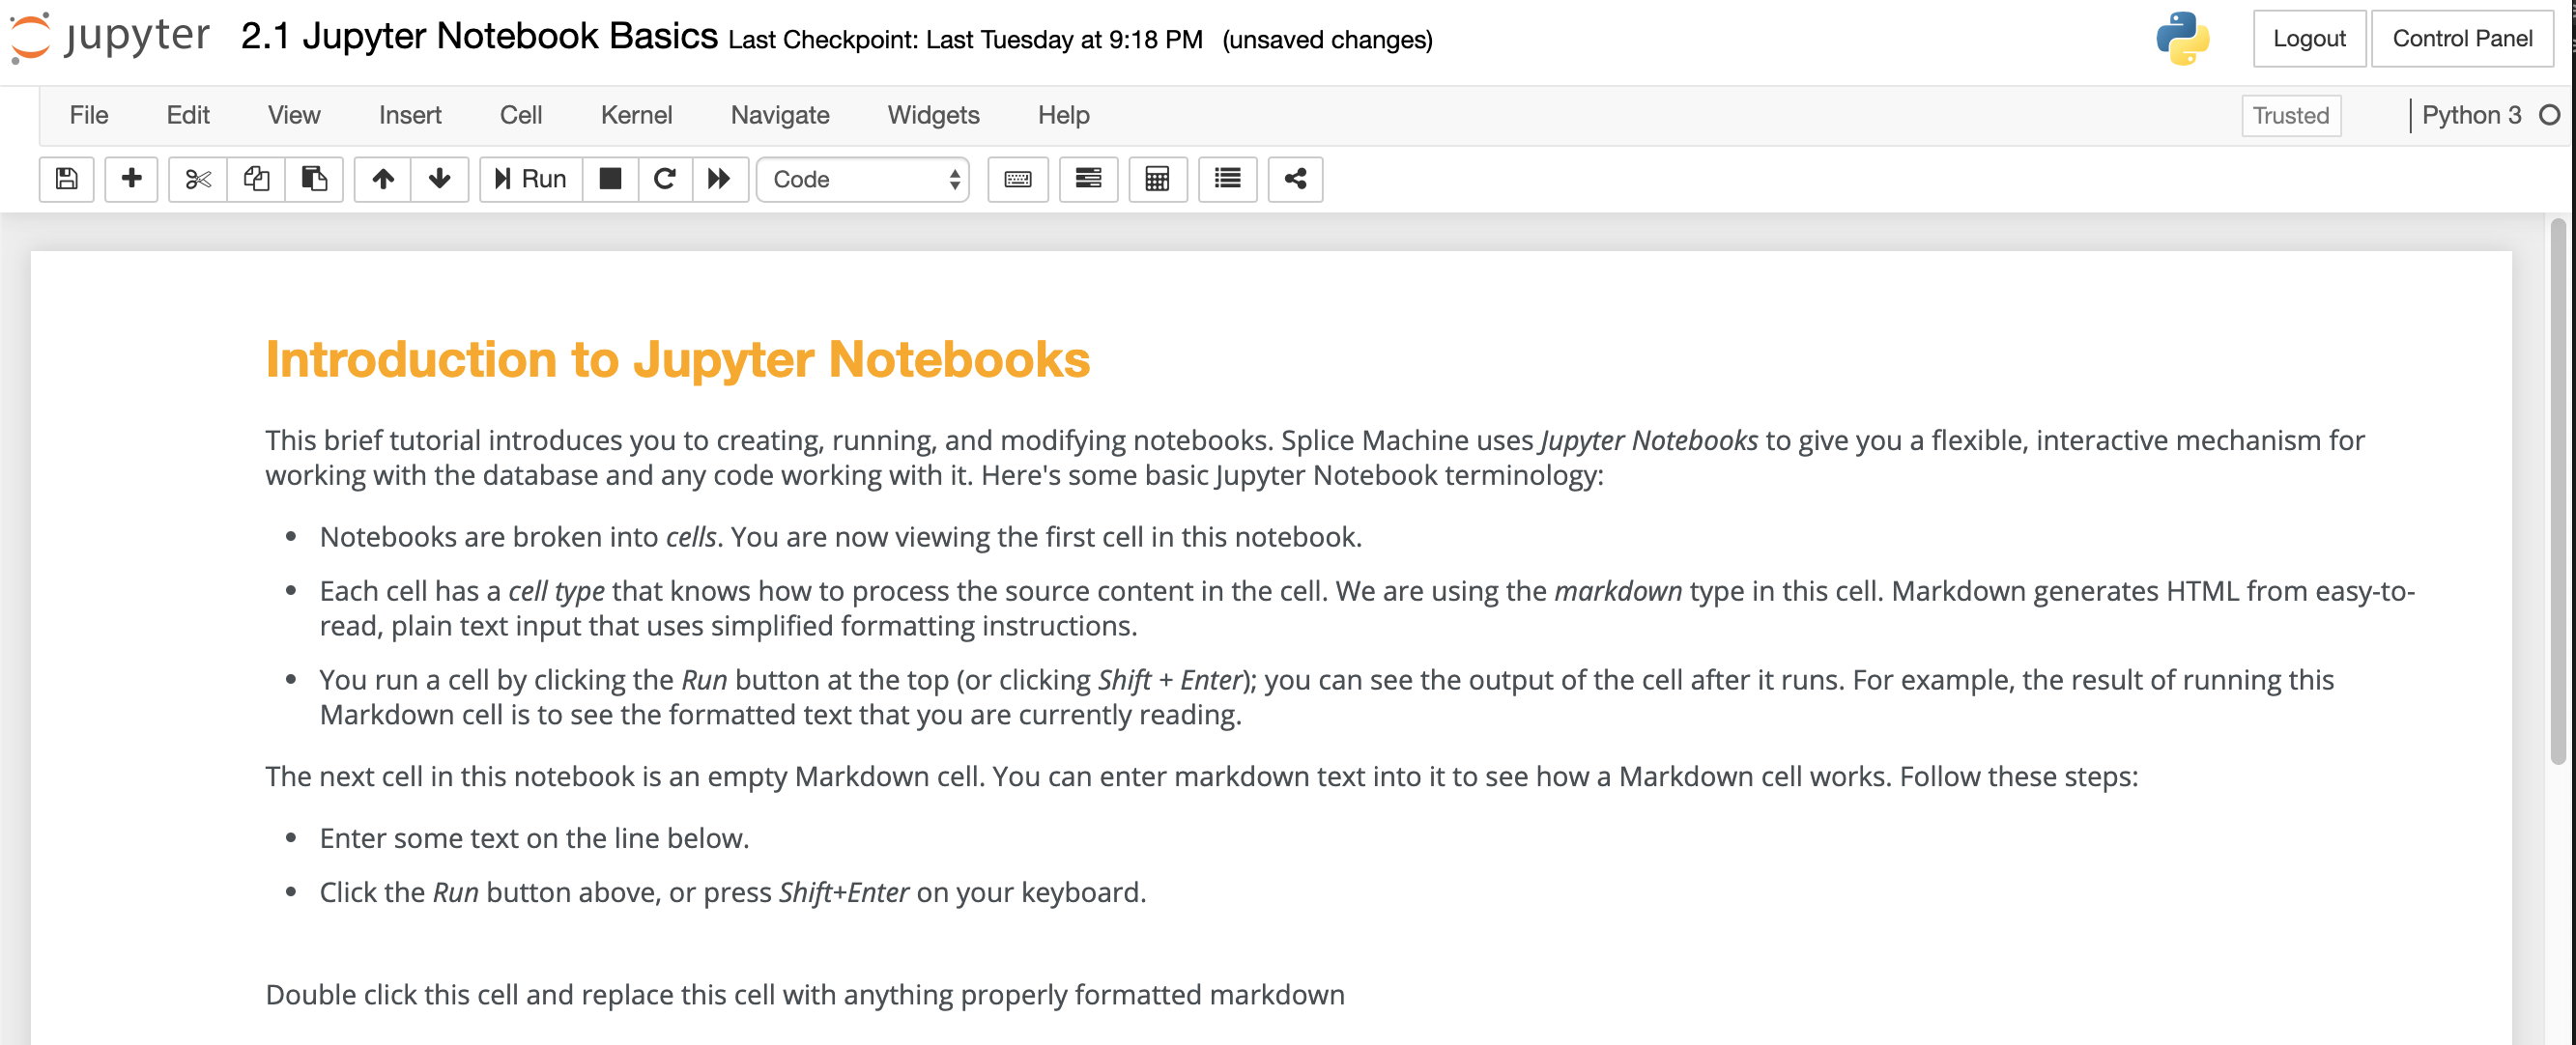 jupyter 2.1 Jupyter Notebook Basics Last Checkpoint: Last Tuesday at 9:18 PM (unsaved changes) Logout Control Panel
File Edit View Insert Cell Kernel Navigate Widgets Help Trusted Python 3
Run Code
Introduction to Jupyter Notebooks
This brief tutorial introduces you to creating, running, and modifying notebooks. Splice Machine uses Jupyter Notebooks to give you a flexible, interactive mechanism for
working with the database and any code working with it. Here's some basic Jupyter Notebook terminology:
• Notebooks are broken into cells. You are now viewing the first cell in this notebook.
• Each cell has a cell type that knows how to process the source content in the cell. We are using the markdown type in this cell. Markdown generates HTML from easy-to-
read, plain text input that uses simplified formatting instructions.
• You run a cell by clicking the Run button at the top (or clicking Shift + Enter); you can see the output of the cell after it runs. For example, the result of running this
Markdown cell is to see the formatted text that you are currently reading.
The next cell in this notebook is an empty Markdown cell. You can enter markdown text into it to see how a Markdown cell works. Follow these steps:
• Enter some text on the line below.
• Click the Run button above, or press Shift+Enter on your keyboard.
Double click this cell and replace this cell with anything properly formatted markdown